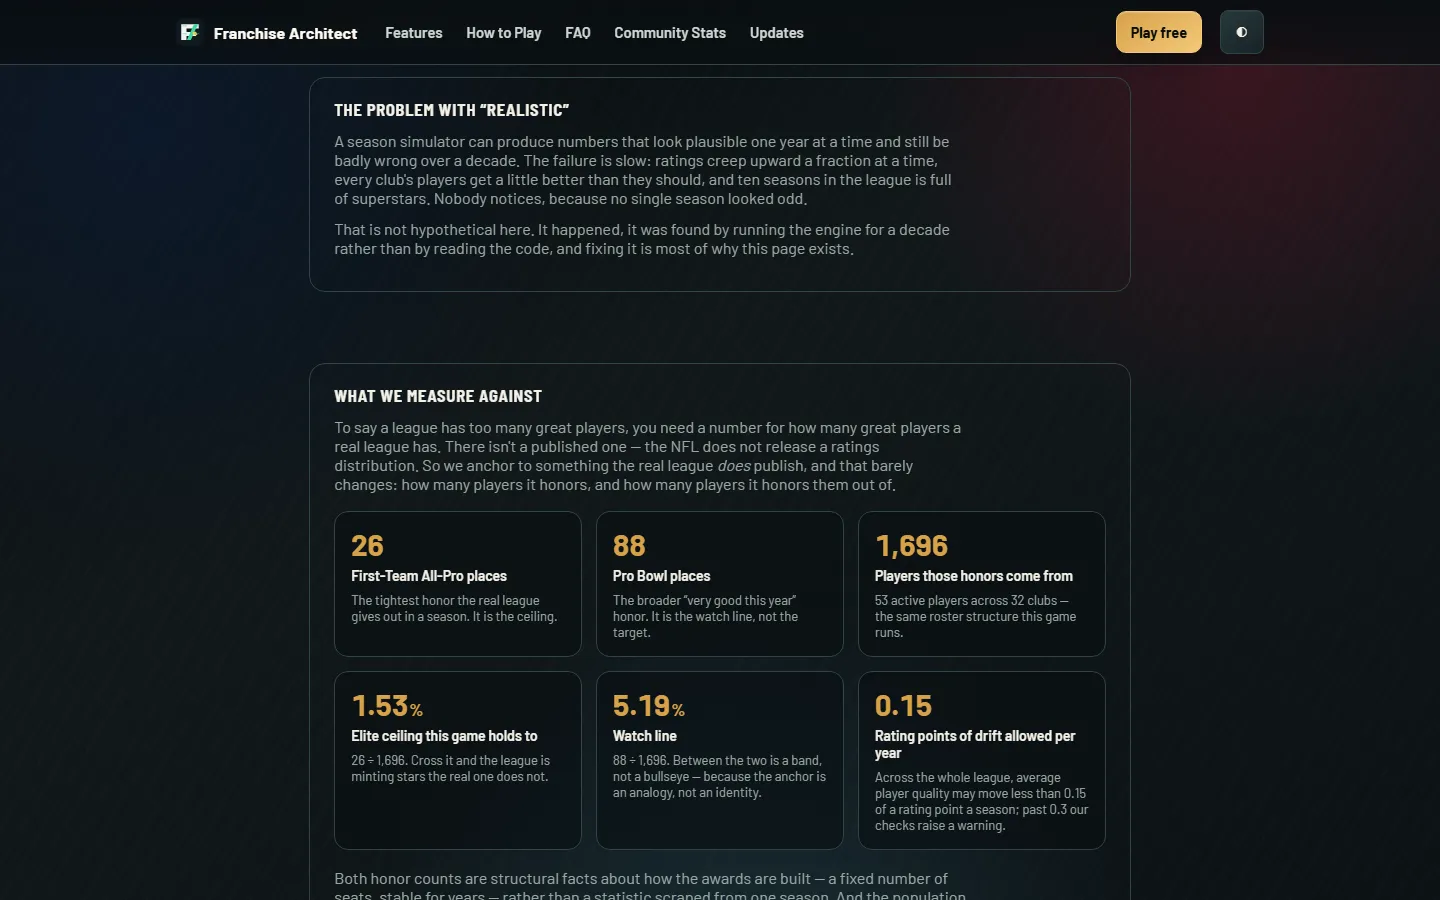 Franchise Architect
Features
How to Play
FAQ
Community Stats
Updates
Play free
THE PROBLEM WITH “REALISTIC”
A season simulator can produce numbers that look plausible one year at a time and still be
badly wrong over a decade. The failure is slow: ratings creep upward a fraction at a time,
every club's players get a little better than they should, and ten seasons in the league is full
of superstars. Nobody notices, because no single season looked odd.
That is not hypothetical here. It happened, it was found by running the engine for a decade
rather than by reading the code, and fixing it is most of why this page exists.
WHAT WE MEASURE AGAINST
To say a league has too many great players, you need a number for how many great players a
real league has. There isn't a published one — the NFL does not release a ratings
distribution. So we anchor to something the real league does publish, and that barely
changes: how many players it honors, and how many players it honors them out of.
26
First-Team All-Pro places
The tightest honor the real league
gives out in a season. It is the ceiling.
88
Pro Bowl places
The broader “very good this year”
honor. It is the watch line, not the
target.
1,696
Players those honors come from
53 active players across 32 clubs —
the same roster structure this game
runs.
1.53%
Elite ceiling this game holds to
26 ÷ 1,696. Cross it and the league is
minting stars the real one does not.
5.19%
Watch line
88 ÷ 1,696. Between the two is a band,
not a bullseye — because the anchor is
an analogy, not an identity.
0.15
Rating points of drift allowed per
year
Across the whole league, average
player quality may move less than 0.15
of a rating point a season; past 0.3 our
checks raise a warning.
Both honor counts are structural facts about how the awards are built — a fixed number of
seats, stable for years — rather than a statistic scraped from one season. And the population